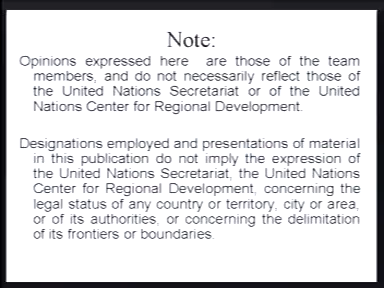 Note:
Opinions expressed here are those of the team
members, and do not necessarily reflect those of
the United Nations Secretariat or of the United
Nations Center for Regional Development.
Designations employed and presentations of material
in this publication do not imply the expression of
the United Nations Secretariat, the United Nations
Center for Regional Development, concerning the
legal status of any country or territory, city or area,
or of its authorities, or concerning the delimitation
of its frontiers or boundaries.